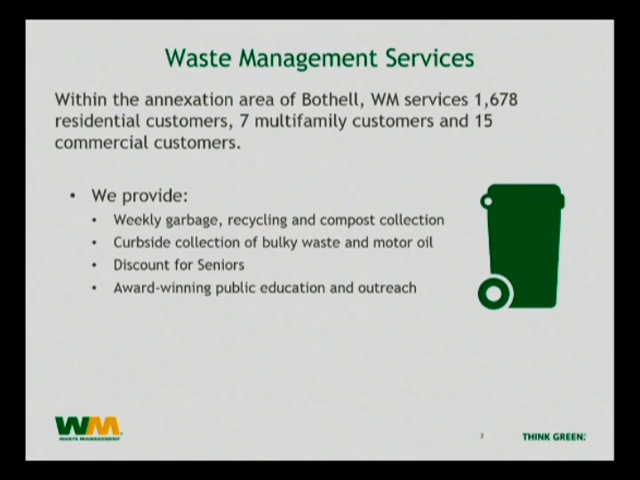 Waste Management Services
Within the annexation area of Bothell, WM services 1,678
residential customers, 7 multifamily customers and 15
commercial customers.
• We provide:
• Weekly garbage, recycling and compost collection
• Curbside collection of bulky waste and motor oil
• Discount for Seniors
• Award-winning public education and outreach
WM
WASTE MANAGEMENT
2
THINK GREEN.